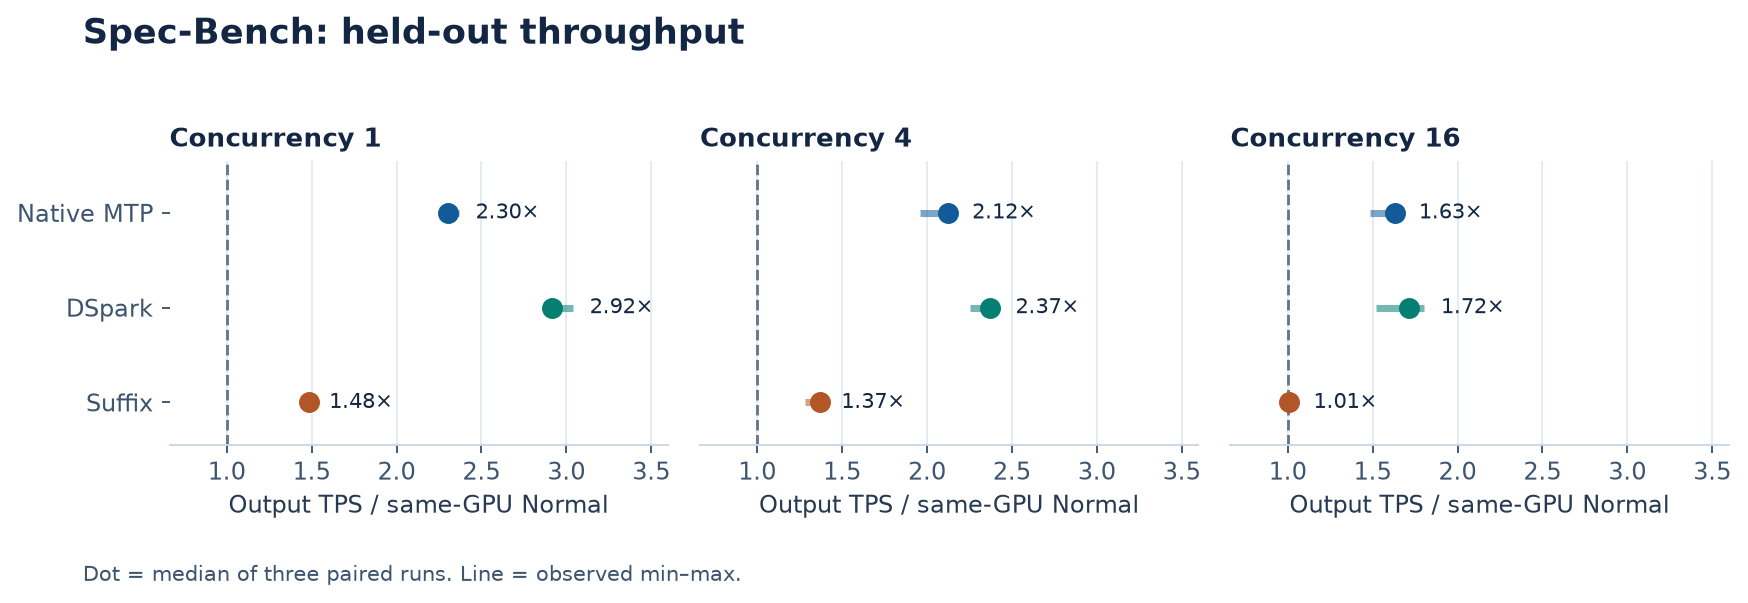 Spec-Bench: held-out throughput
Concurrency 1
Concurrency 4
Concurrency 16
Native MTP
2.30×
2.12×
1.63×
DSpark
2.92×
2.37×
1.72×
Suffix
1.48×
1.37×
1.01×
1.0 1.5 2.0 2.5 3.0 3.5
1.0 1.5 2.0 2.5 3.0 3.5
1.0 1.5 2.0 2.5 3.0 3.5
Output TPS / same-GPU Normal
Output TPS / same-GPU Normal
Output TPS / same-GPU Normal
Dot = median of three paired runs. Line = observed min–max.